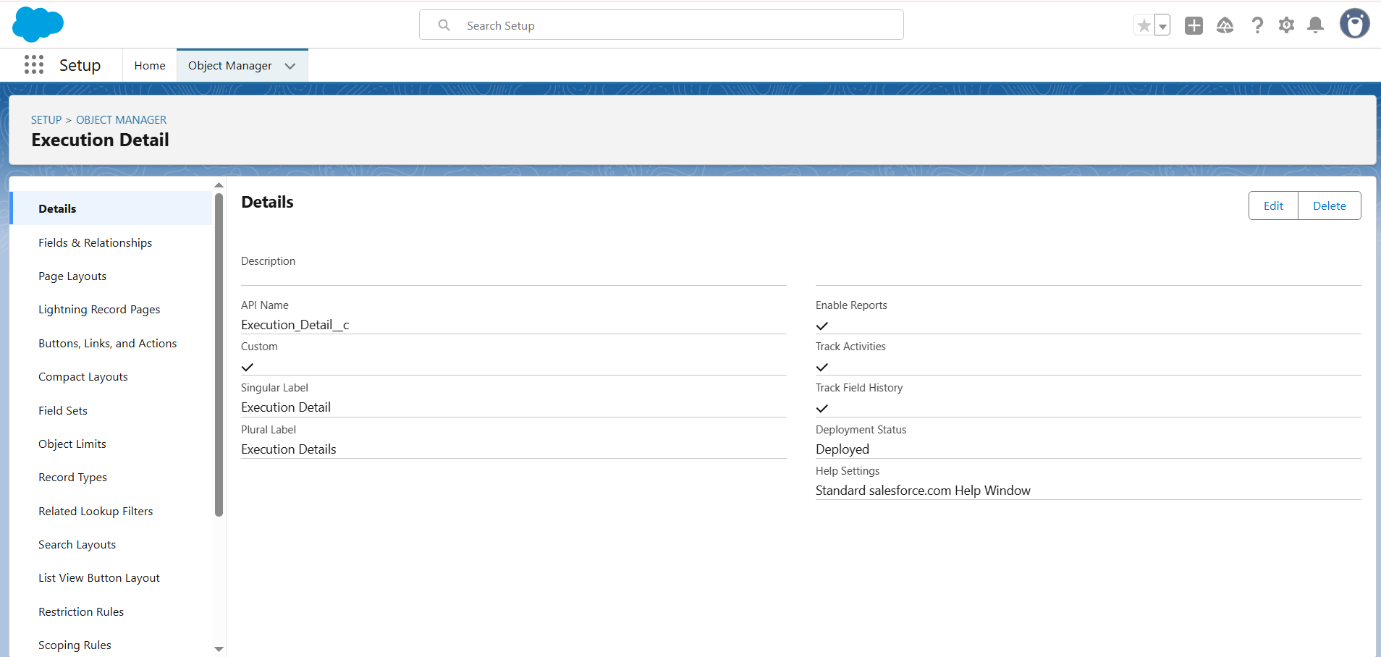 Search Setup
Setup
Home
Object Manager
SETUP > OBJECT MANAGER
Execution Detail
Details
Fields & Relationships
Page Layouts
Lightning Record Pages
Buttons, Links, and Actions
Compact Layouts
Field Sets
Object Limits
Record Types
Related Lookup Filters
Search Layouts
List View Button Layout
Restriction Rules
Scoping Rules
Details
Edit
Delete
Description
API Name
Execution_Detail__c
Custom
Singular Label
Execution Detail
Plural Label
Execution Details
Enable Reports
Track Activities
Track Field History
Deployment Status
Deployed
Help Settings
Standard salesforce.com Help Window